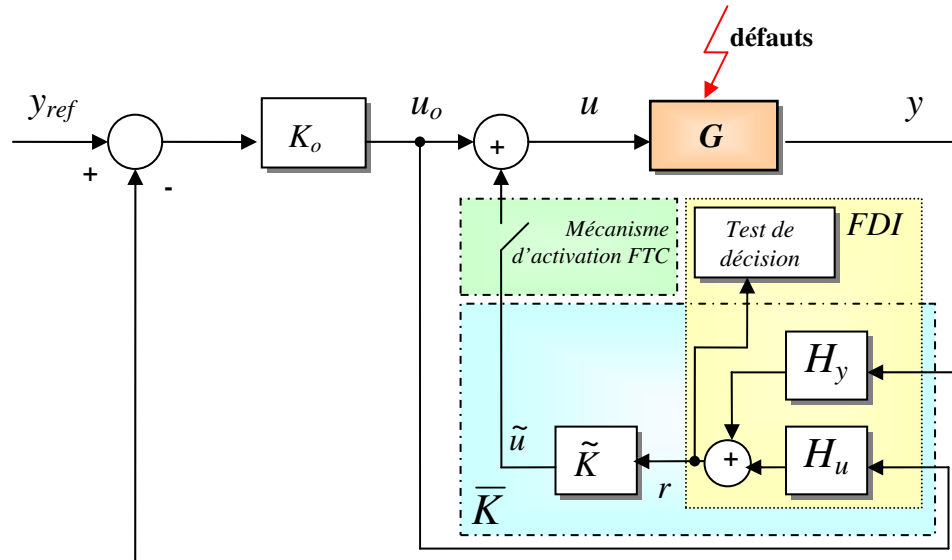 défauts
y_ref
u_o
u
y
K_o
G
+
+
-
Mécanisme
d'activation FTC
Test de
décision
FDI
H_y
ũ
K̃
r
+
H_u
K̅